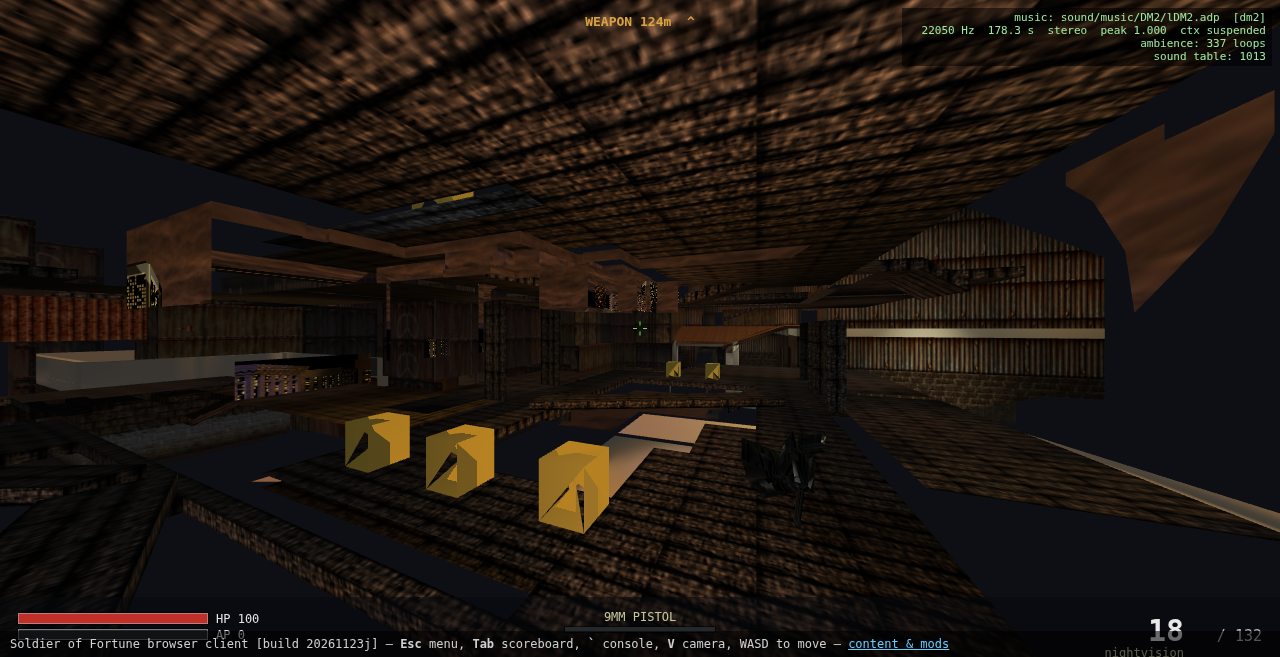 WEAPON 124m ^
music: sound/music/DM2/lDM2.adp [dm2]
22050 Hz 178.3 s stereo peak 1.000 ctx suspended
ambience: 337 loops
sound table: 1013
HP 100
AP 0
9MM PISTOL
18 / 132
Soldier of Fortune browser client [build 20261123j] — Esc menu, Tab scoreboard, ` console, V camera, WASD to move — content & mods
nightvision